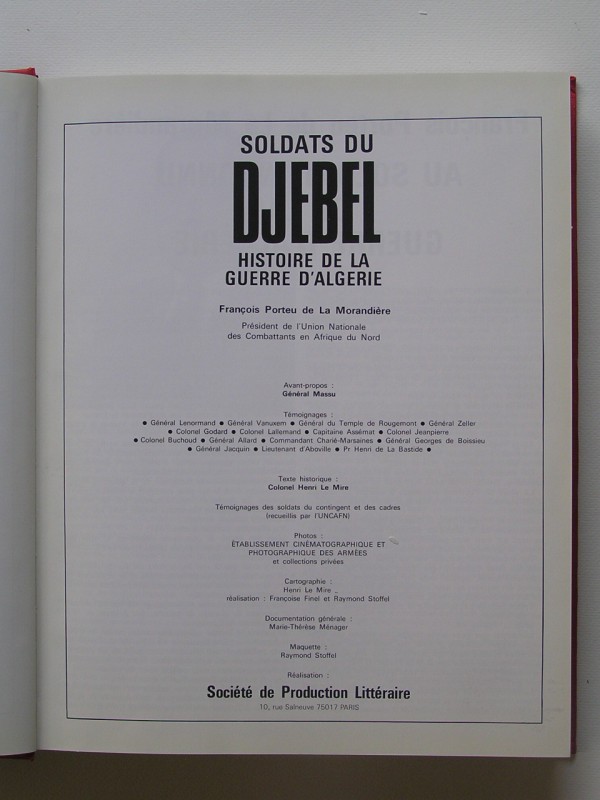 SOLDATS DU
DJEBEL
HISTOIRE DE LA
GUERRE D'ALGERIE
François Porteu de La Morandière
Président de l'Union Nationale
des Combattants en Afrique du Nord
Avant-propos :
Général Massu
Témoignages :
● Général Lenormand ● Général Vanuxem ● Général du Temple de Rougemont ● Général Zeller
● Colonel Godard ● Colonel Lallemand ● Capitaine Assémat ● Colonel Jeanpierre
● Colonel Buchoud ● Général Allard ● Commandant Charié-Marsaines ● Général Georges de Boissieu
● Général Jacquin ● Lieutenant d'Aboville ● Pr Henri de La Bastide ●
Texte historique :
Colonel Henri Le Mire
Témoignages des soldats du contingent et des cadres
(recueillis par l'UNCAFN)
Photos :
ÉTABLISSEMENT CINÉMATOGRAPHIQUE ET
PHOTOGRAPHIQUE DES ARMÉES
et collections privées
Cartographie :
Henri Le Mire
réalisation : Françoise Finel et Raymond Stoffel
Documentation générale :
Marie-Thérèse Ménager
Maquette :
Raymond Stoffel
Réalisation :
Société de Production Littéraire
10, rue Salneuve 75017 PARIS